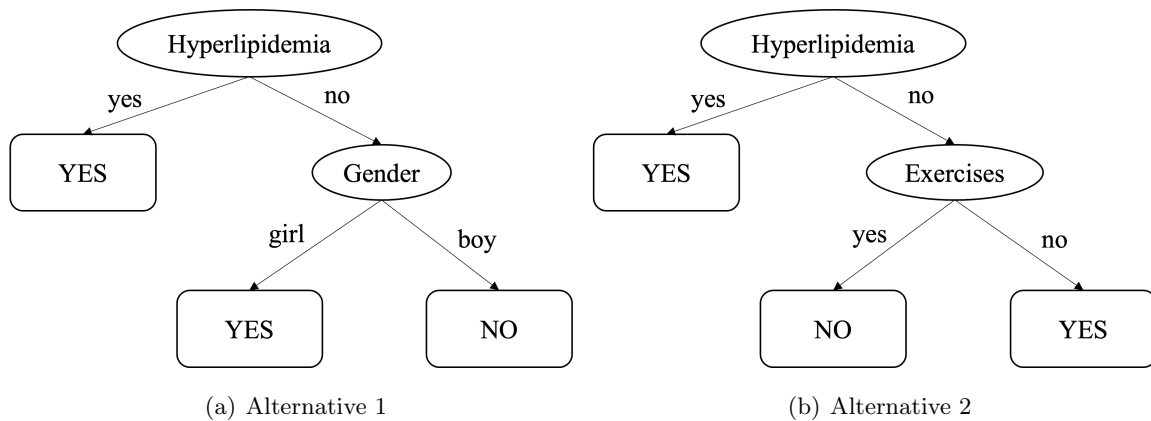 Hyperlipidemia
yes
no
YES
Gender
girl
boy
YES
NO
(a) Alternative 1
Hyperlipidemia
yes
no
YES
Exercises
yes
no
NO
YES
(b) Alternative 2